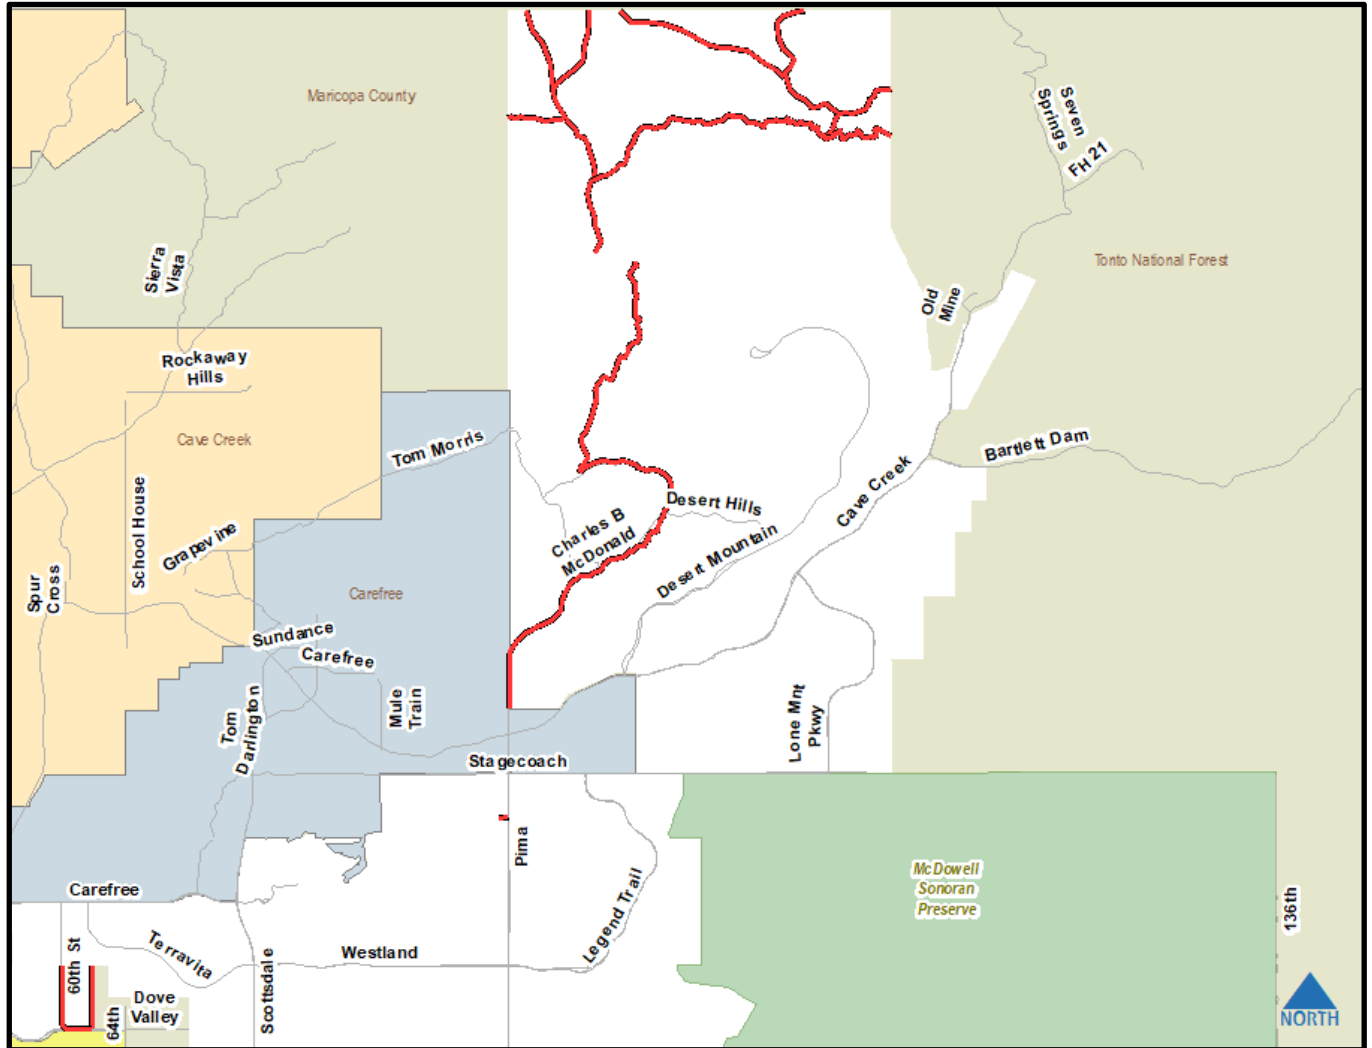 Maricopa County
Seven
Springs
FH 21
Tonto National Forest
Sierra
Vista
Old
Mine
Rockaway
Hills
Cave Creek
Tom Morris
Bartlett Dam
School House
Grapevine
Desert Hills
Cave Creek
Charles B
McDonald
Desert Mountain
Spur
Cross
Carefree
Sundance
Carefree
Mule
Train
Tom
Darlington
Lone Mnt
Pkwy
Stagecoach
Pima
McDowell
Sonoran
Preserve
Carefree
Legend Trail
136th
Terravita
Westland
60th St
Scottsdale
Dove
Valley
64th
NORTH